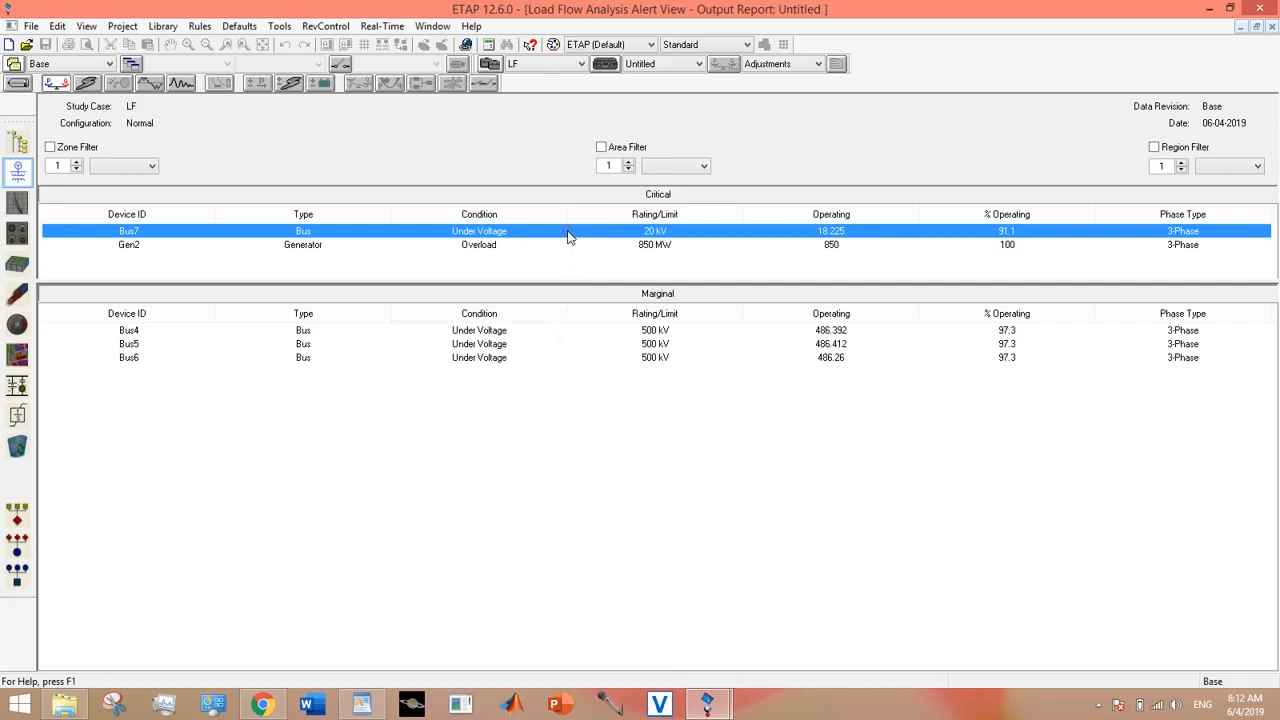 ETAP 12.6.0 - [Load Flow Analysis Alert View - Output Report: Untitled ]
File Edit View Project Library Rules Defaults Tools RevControl Real-Time Window Help
ETAP (Default) Standard
Base LF Untitled Adjustments
Study Case: LF Data Revision: Base
Configuration: Normal Date: 06-04-2019
Zone Filter Area Filter Region Filter
1 1 1
Critical
Device ID Type Condition Rating/Limit Operating % Operating Phase Type
Bus7 Bus Under Voltage 20 kV 18.225 91.1 3-Phase
Gen2 Generator Overload 850 MW 850 100 3-Phase
Marginal
Device ID Type Condition Rating/Limit Operating % Operating Phase Type
Bus4 Bus Under Voltage 500 kV 486.392 97.3 3-Phase
Bus5 Bus Under Voltage 500 kV 486.412 97.3 3-Phase
Bus6 Bus Under Voltage 500 kV 486.26 97.3 3-Phase
For Help, press F1 Base
ENG 8:12 AM
6/4/2019